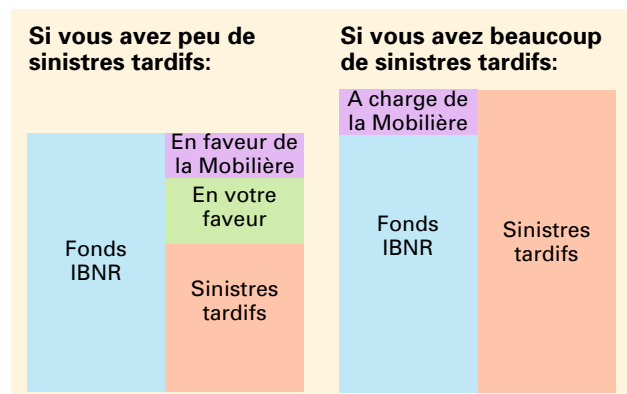 Si vous avez peu de
sinistres tardifs:
En faveur de
la Mobilière
En votre
faveur
Fonds
IBNR
Sinistres
tardifs
Si vous avez beaucoup
de sinistres tardifs:
A charge de
la Mobilière
Fonds
IBNR
Sinistres
tardifs